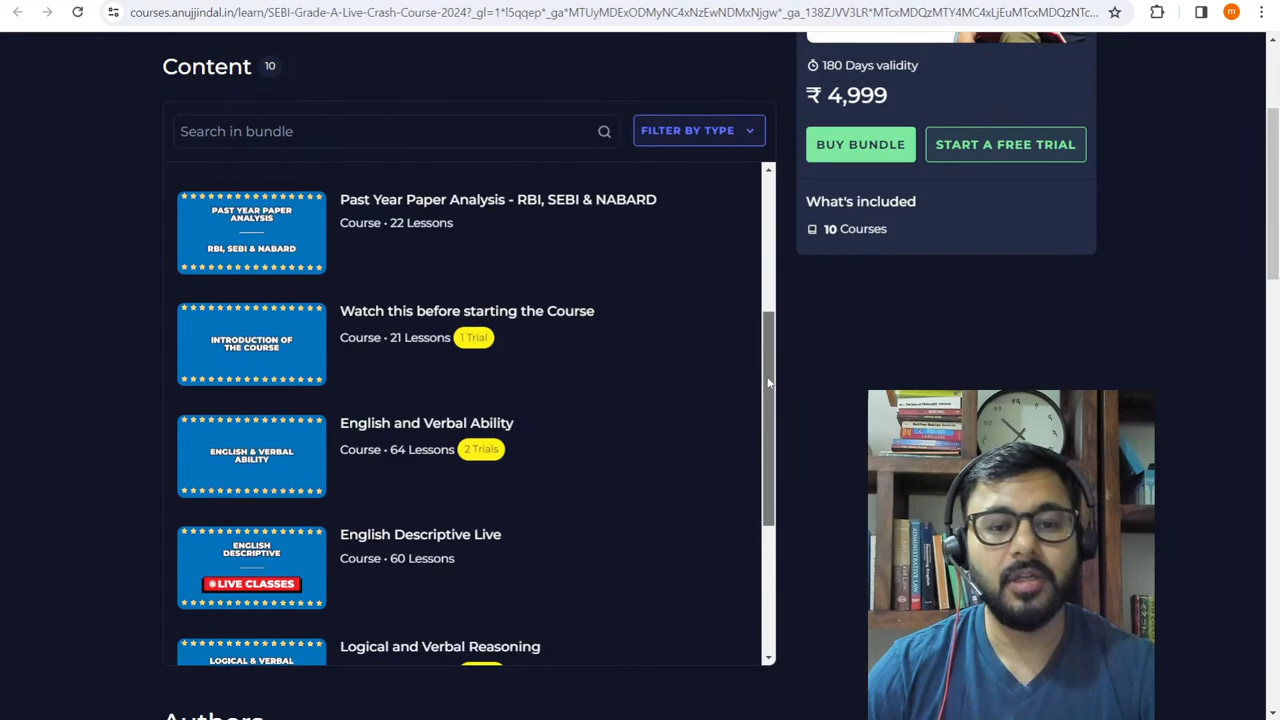 courses.anujjindal.in/learn/SEBI-Grade-A-Live-Crash-Course-2024?_gl=1*l5qqep*_ga*MTUyMDExODMyNC4xNzEwNDMxNjgw*_ga_138ZJVV3LR*MTcxMDQzMTY4MC4xLjEuMTcxMDQzNTc...
m
Content 10
Search in bundle
FILTER BY TYPE
PAST YEAR PAPER
ANALYSIS
RBI, SEBI & NABARD
Past Year Paper Analysis - RBI, SEBI & NABARD
Course • 22 Lessons
INTRODUCTION OF
THE COURSE
Watch this before starting the Course
Course • 21 Lessons 1 Trial
ENGLISH & VERBAL
ABILITY
English and Verbal Ability
Course • 64 Lessons 2 Trials
ENGLISH
DESCRIPTIVE
LIVE CLASSES
English Descriptive Live
Course • 60 Lessons
LOGICAL & VERBAL
Logical and Verbal Reasoning
Authors
180 Days validity
₹ 4,999
BUY BUNDLE
START A FREE TRIAL
What's included
10 Courses